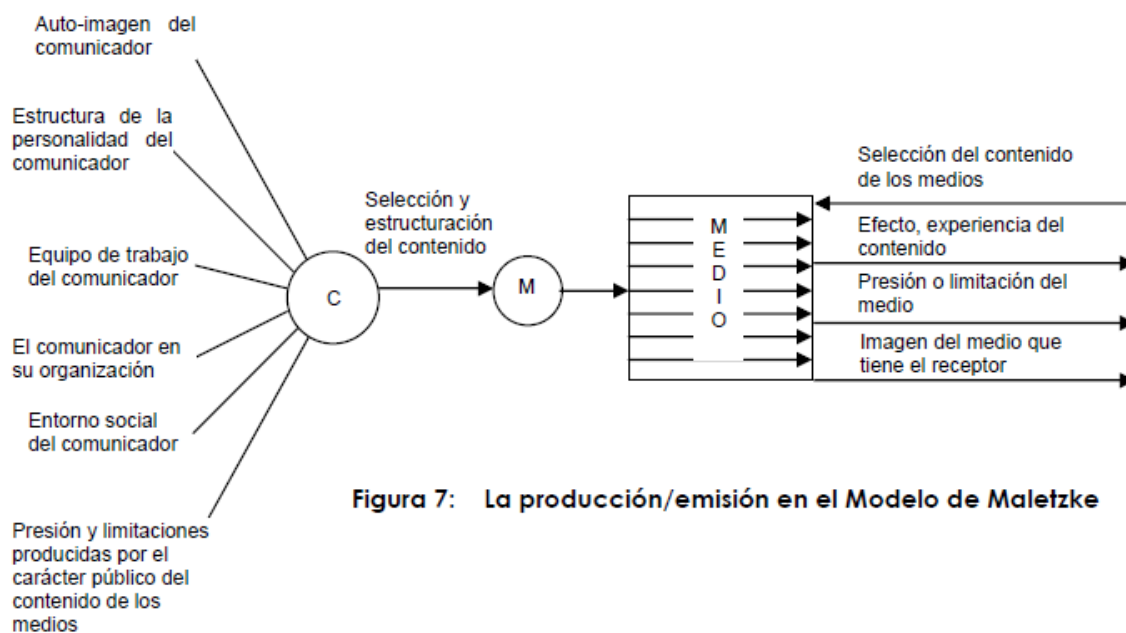 Auto-imagen del
comunicador
Estructura de la
personalidad del
comunicador
Equipo de trabajo
del comunicador
El comunicador en
su organización
Entorno social
del comunicador
Presión y limitaciones
producidas por el
carácter público del
contenido de los
medios
C
Selección y
estructuración
del contenido
M
M
E
D
I
O
Selección del contenido
de los medios
Efecto, experiencia del
contenido
Presión o limitación del
medio
Imagen del medio que
tiene el receptor
Figura 7: La producción/emisión en el Modelo de Maletzke